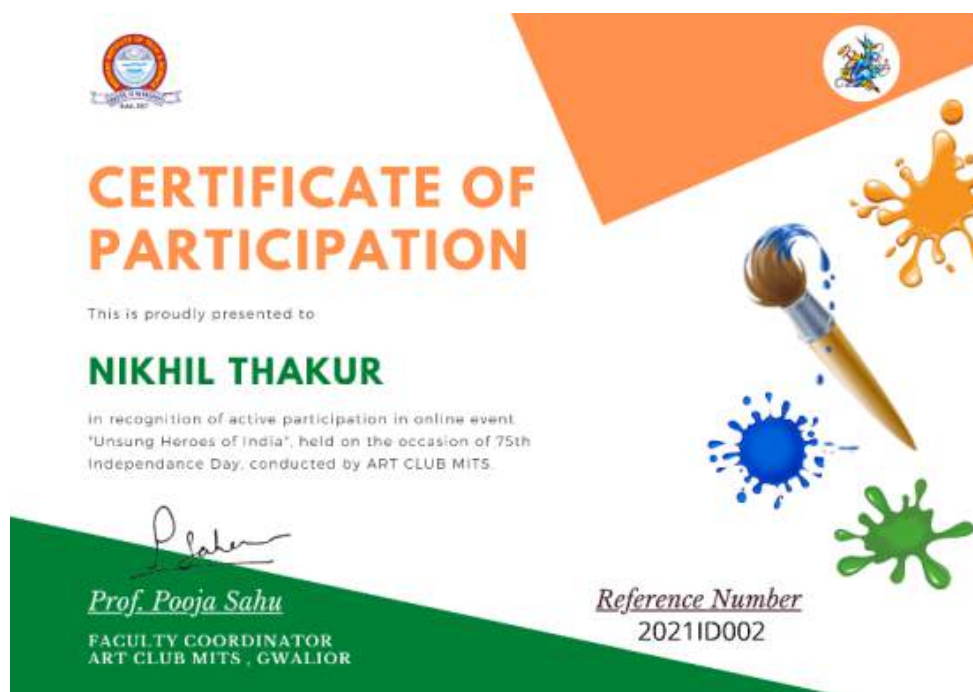 CERTIFICATE OF
PARTICIPATION
This is proudly presented to
NIKHIL THAKUR
in recognition of active participation in online event
"Unsung Heroes of India", held on the occasion of 75th
Independance Day, conducted by ART CLUB MITS.
Prof. Pooja Sahu
FACULTY COORDINATOR
ART CLUB MITS , GWALIOR
Reference Number
2021ID002